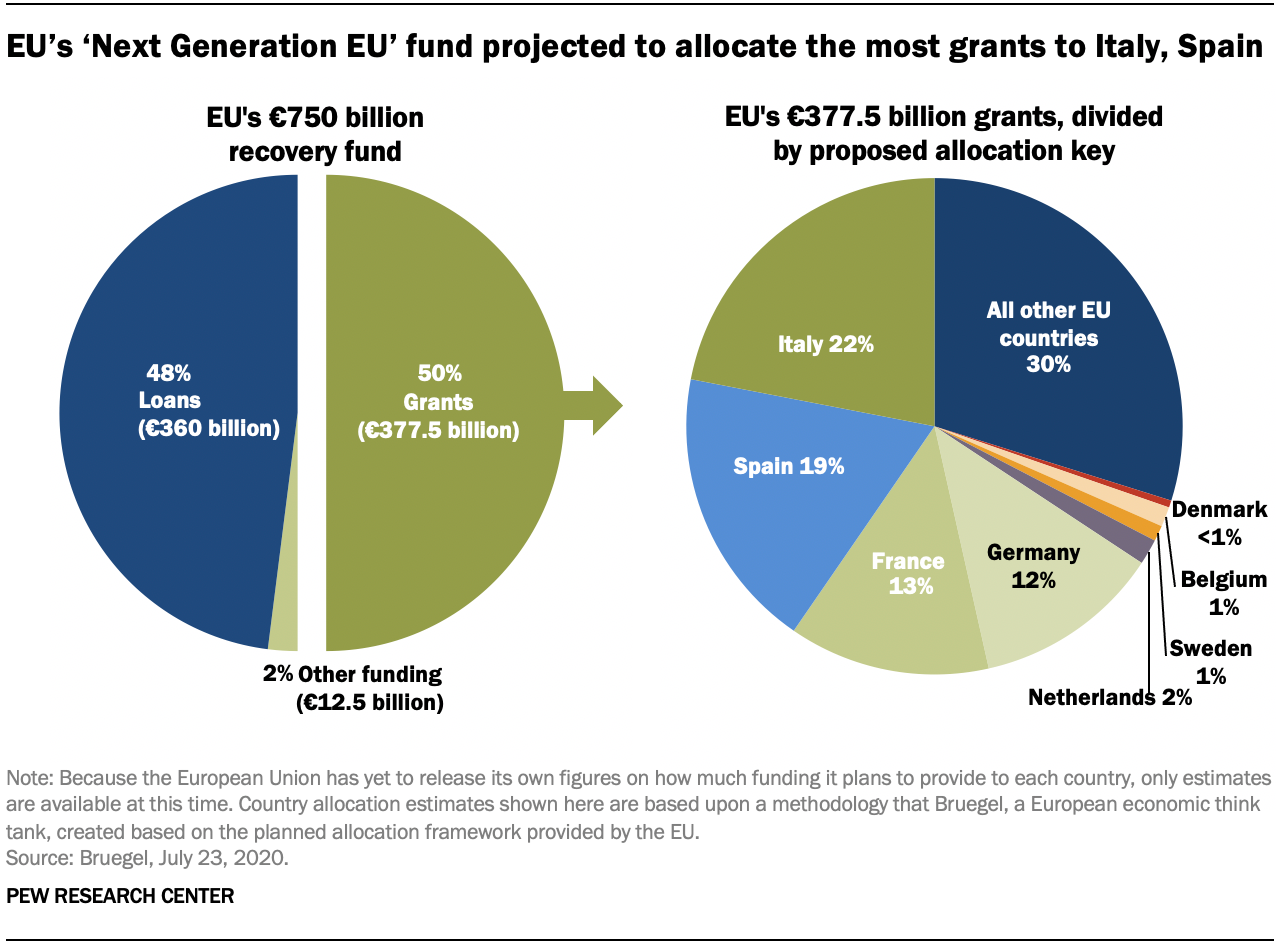 EU’s ‘Next Generation EU’ fund projected to allocate the most grants to Italy, Spain
EU's €750 billion
recovery fund
48%
Loans
(€360 billion)
50%
Grants
(€377.5 billion)
2% Other funding
(€12.5 billion)
EU's €377.5 billion grants, divided
by proposed allocation key
All other EU
countries
30%
Italy 22%
Spain 19%
France
13%
Germany
12%
Denmark
<1%
Belgium
1%
Sweden
1%
Netherlands 2%
Note: Because the European Union has yet to release its own figures on how much funding it plans to provide to each country, only estimates
are available at this time. Country allocation estimates shown here are based upon a methodology that Bruegel, a European economic think
tank, created based on the planned allocation framework provided by the EU.
Source: Bruegel, July 23, 2020.
PEW RESEARCH CENTER